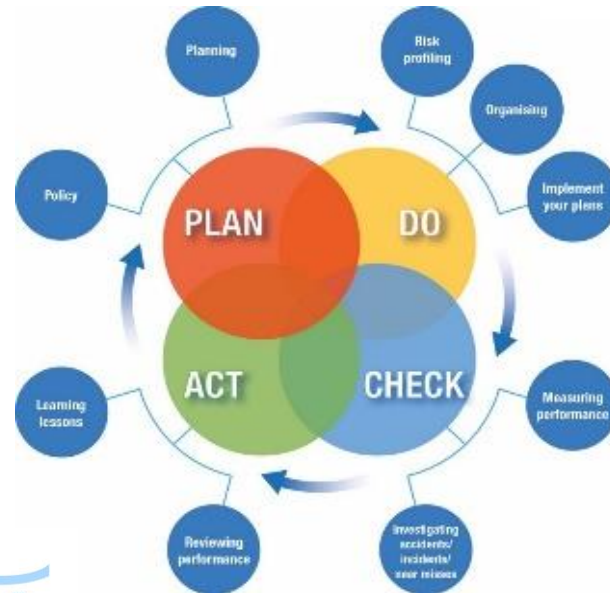 Planning
Risk
profiling
Organising
Policy
Implement
your plans
PLAN
DO
ACT
CHECK
Learning
lessons
Measuring
performance
Reviewing
performance
Investigating
accidents/
incidents/
near misses